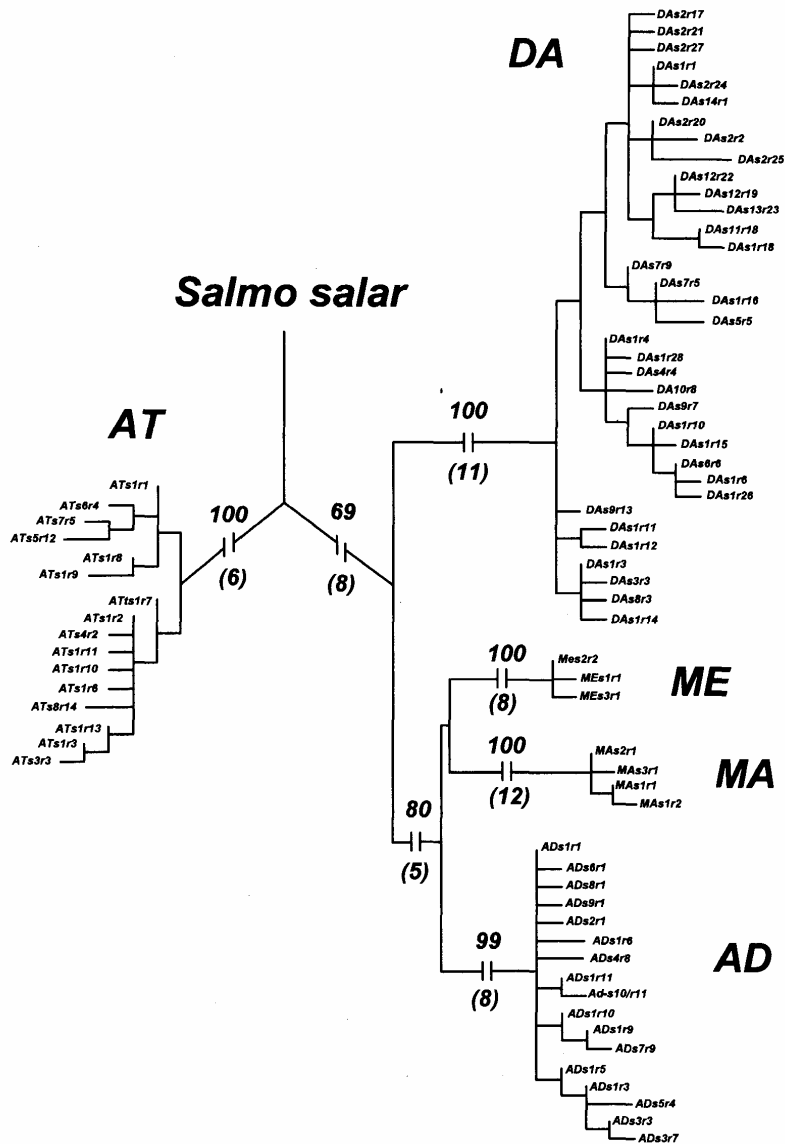 DA
DAs2r17
DAs2r21
DAs2r27
DAs1r1
DAs2r24
DAs14r1
DAs2r20
DAs2r2
DAs2r25
DAs12r22
DAs12r19
DAs13r23
DAs11r18
DAs1r18
DAs7r9
DAs7r5
DAs1r16
DAs5r5
DAs1r4
DAs1r28
DAs4r4
DA10r8
DAs9r7
DAs1r10
DAs1r15
DAs6r6
DAs1r6
DAs1r26
DAs9r13
DAs1r11
DAs1r12
DAs1r3
DAs3r3
DAs8r3
DAs1r14
Salmo salar
100
(11)
AT
ATs1r1
ATs6r4
ATs7r5
ATs5r12
ATs1r8
ATs1r9
ATts1r7
ATs1r2
ATs4r2
ATs1r11
ATs1r10
ATs1r6
ATs8r14
ATs1r13
ATs1r3
ATs3r3
100
(6)
69
(8)
ME
100
(8)
Mes2r2
MEs1r1
MEs3r1
MA
100
(12)
MAs2r1
MAs3r1
MAs1r1
MAs1r2
80
(5)
AD
99
(8)
ADs1r1
ADs6r1
ADs8r1
ADs9r1
ADs2r1
ADs1r6
ADs4r8
ADs1r11
Ad-s10/r11
ADs1r10
ADs1r9
ADs7r9
ADs1r5
ADs1r3
ADs5r4
ADs3r3
ADs3r7